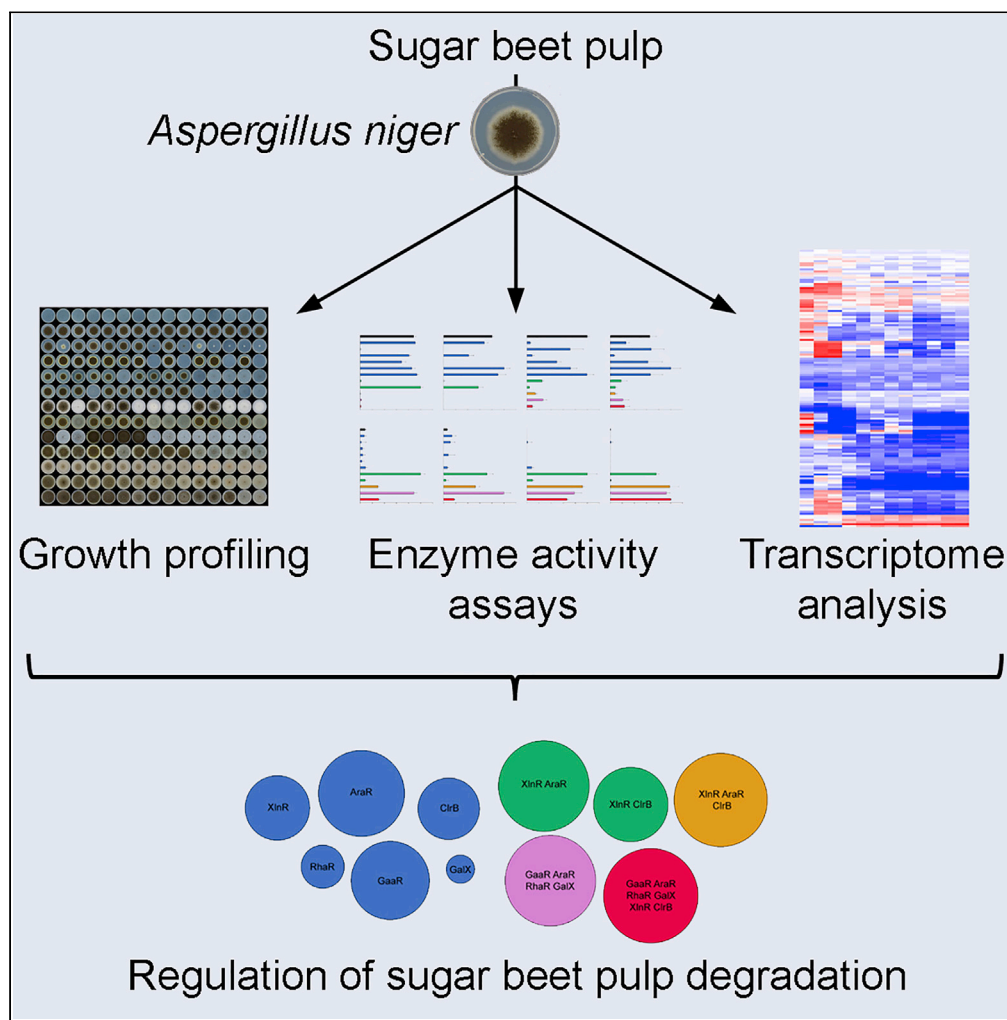 Sugar beet pulp
Aspergillus niger
Growth profiling
Enzyme activity
assays
Transcriptome
analysis
XlnR
AraR
ClrB
RhaR
GaaR
GalX
XlnR AraR
XlnR ClrB
XlnR AraR
ClrB
GaaR AraR
RhaR GalX
GaaR AraR
RhaR GalX
XlnR ClrB
Regulation of sugar beet pulp degradation